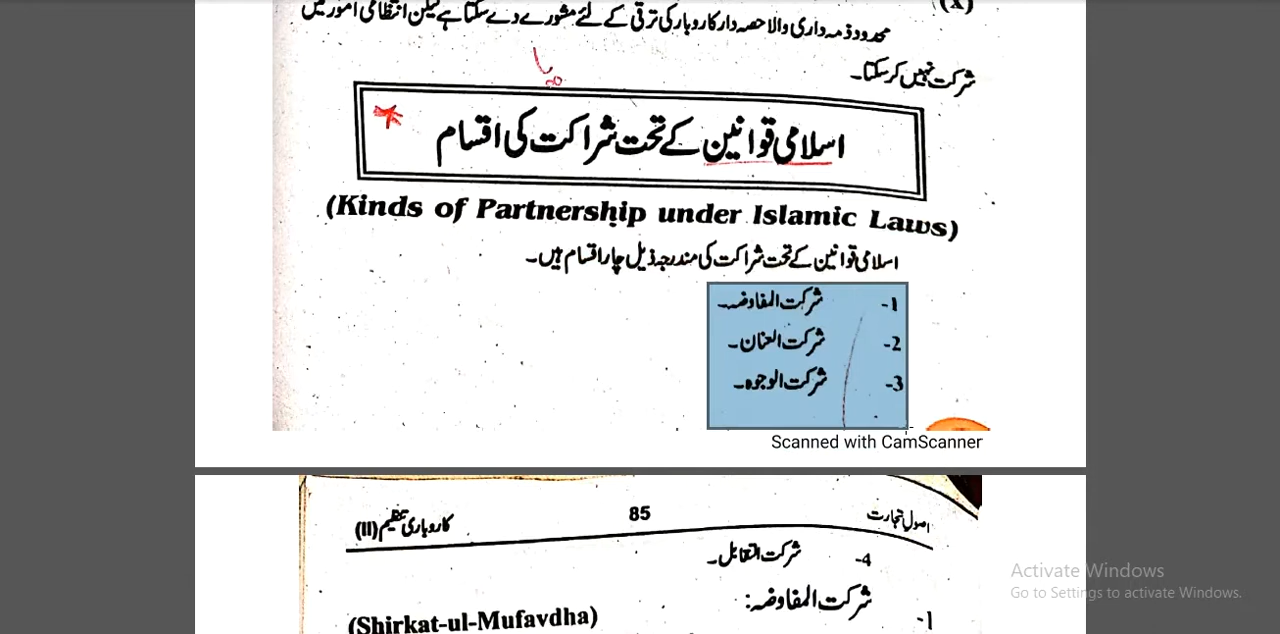 (X)
محدود ذمہ داری والا حصہ دار کاروبار کی ترقی کے لئے مشورے دے سکتا ہے لیکن انتظامی امور میں
شرکت نہیں کر سکتا۔
اسلامی قوانین کے تحت شراکت کی اقسام
(Kinds of Partnership under Islamic Laws)
اسلامی قوانین کے تحت شراکت کی مندرجہ ذیل چار اقسام ہیں۔
1- شرکت المفاوضہ۔
2- شرکت العنان۔
3- شرکت الوجوہ۔
Scanned with CamScanner
اصول تجارت 85 کاروباری تنظیم (II)
4- شرکت التقابل۔
1- شرکت المفاوضہ:
(Shirkat-ul-Mufavdha)
Activate Windows
Go to Settings to activate Windows.